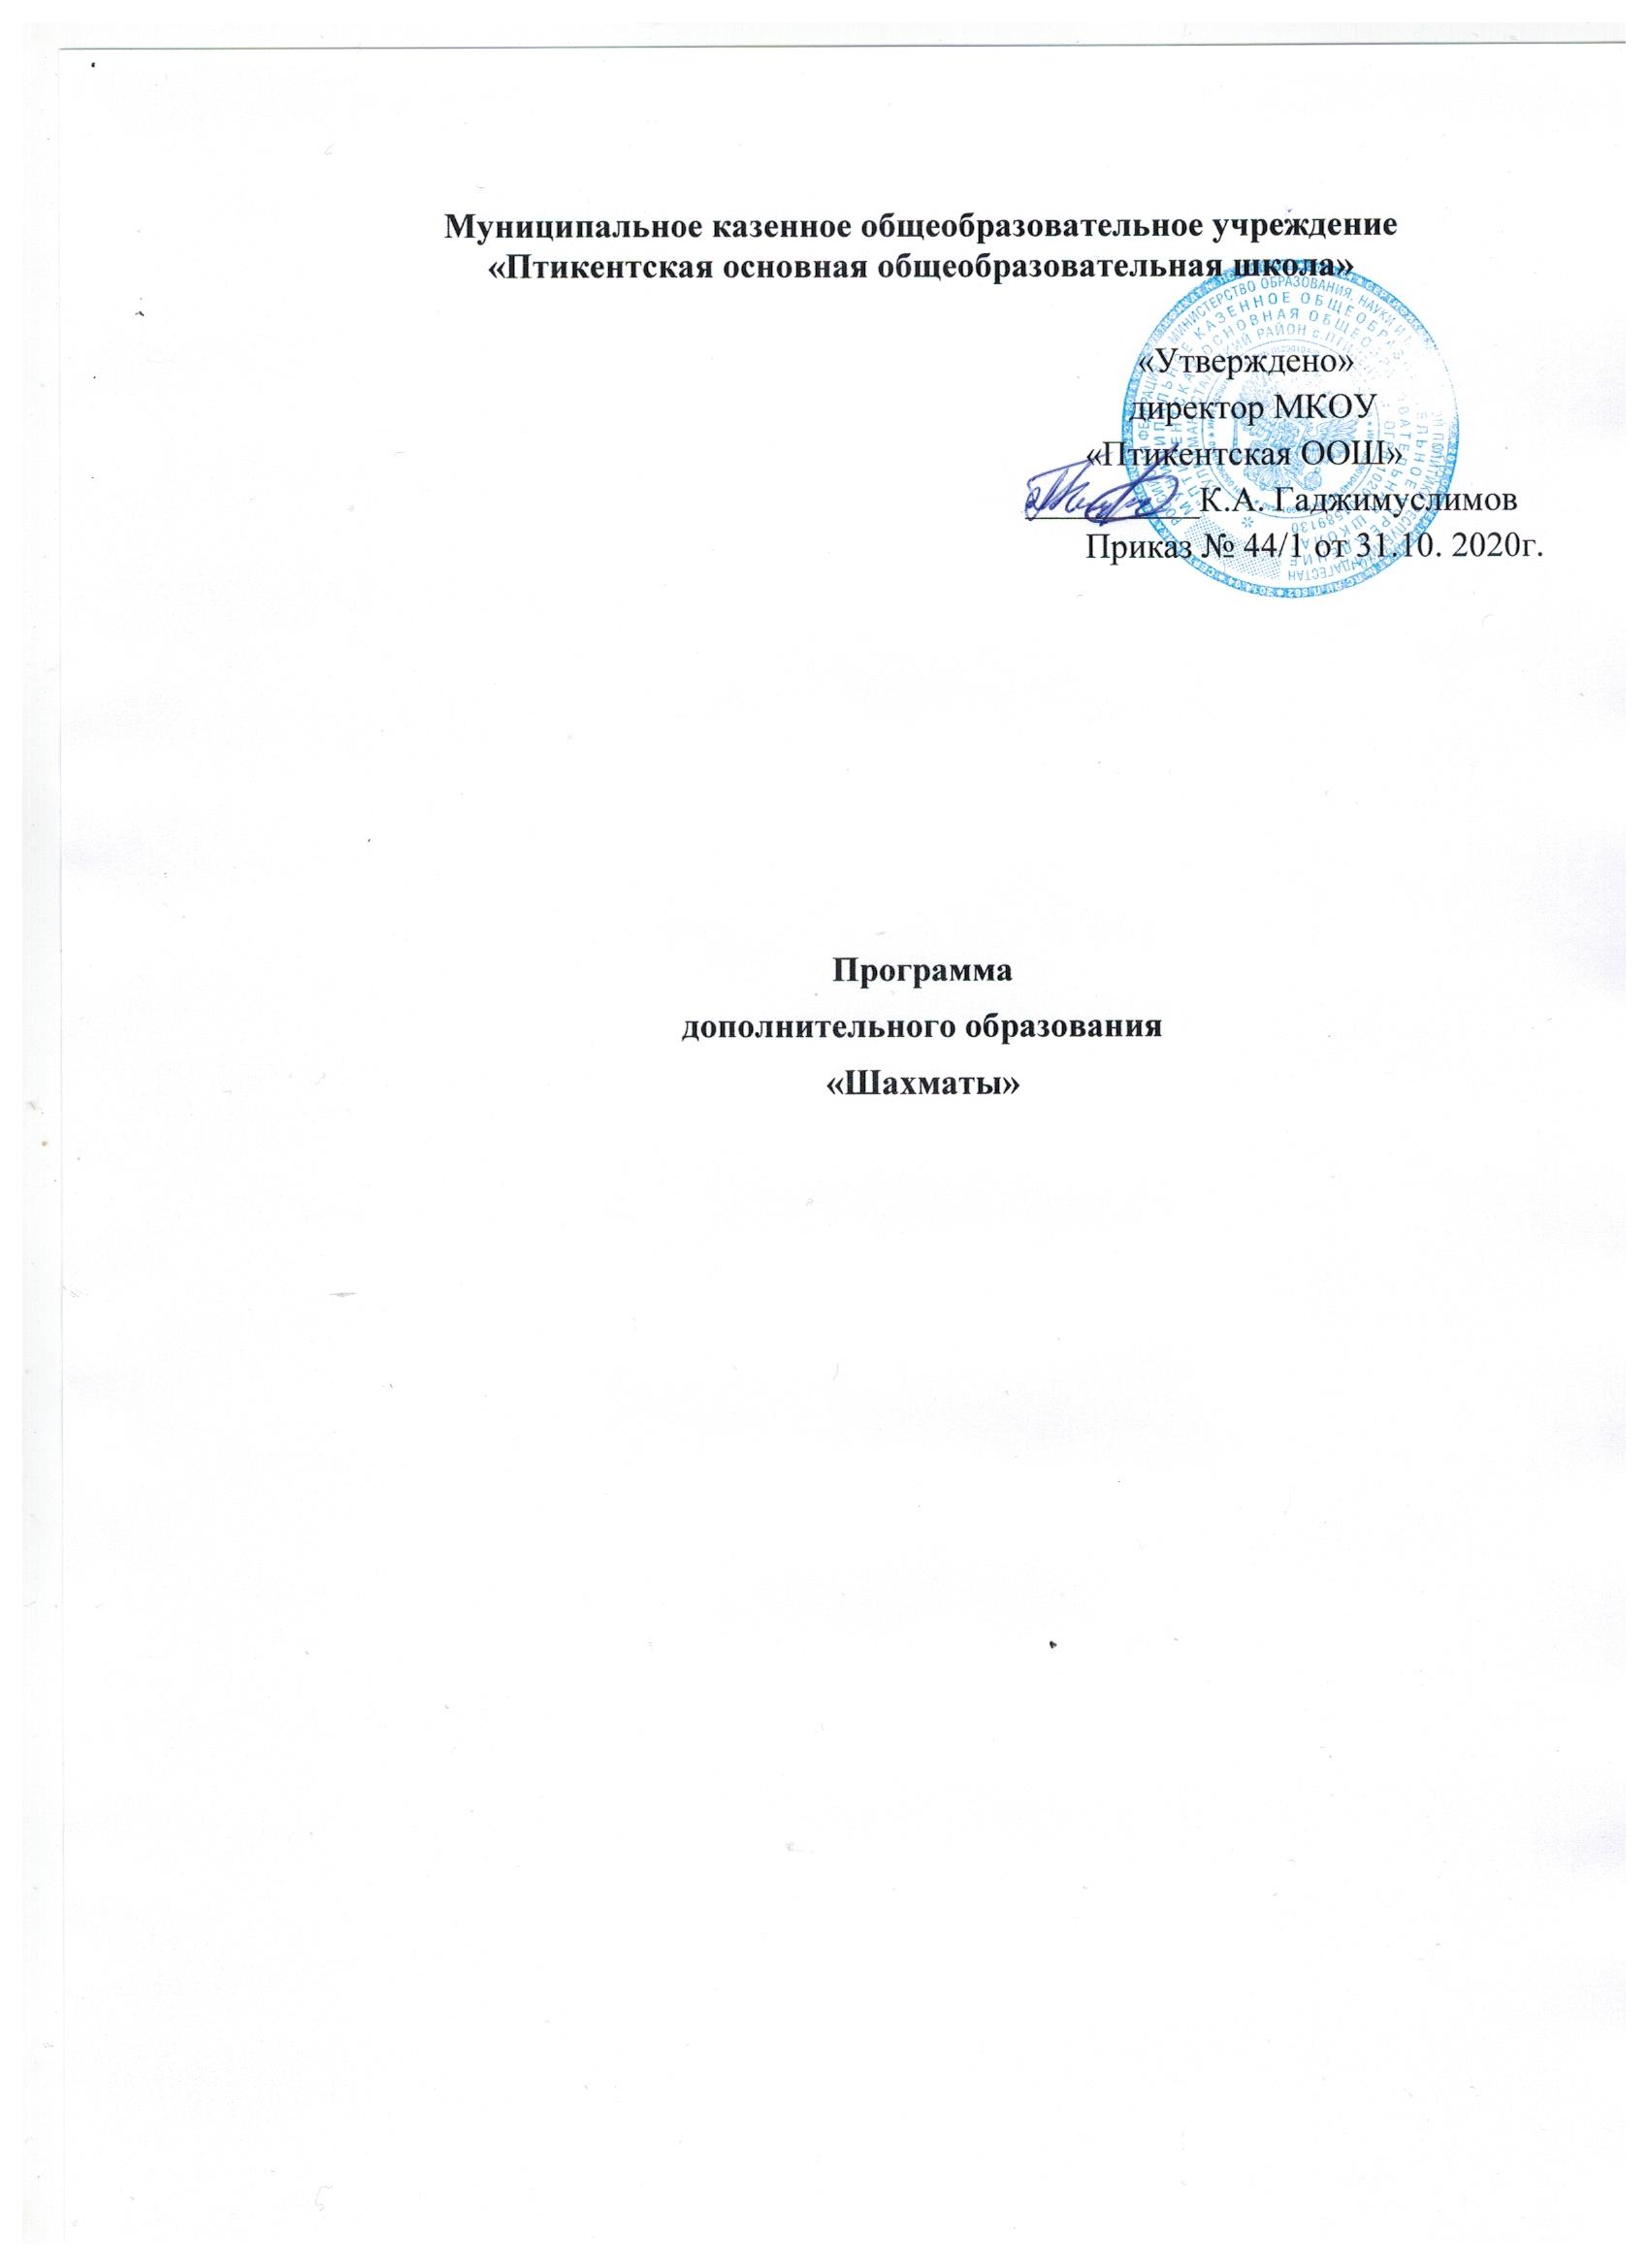 Муниципальное казенное общеобразовательное учреждение
«Птикентская основная общеобразовательная школа»
«Утверждено»
директор МКОУ
«Птикентская ООШ»
__________К.А. Гаджимуслимов
Приказ № 44/1 от 31.10. 2020г.
Программа
дополнительного образования
«Шахматы»